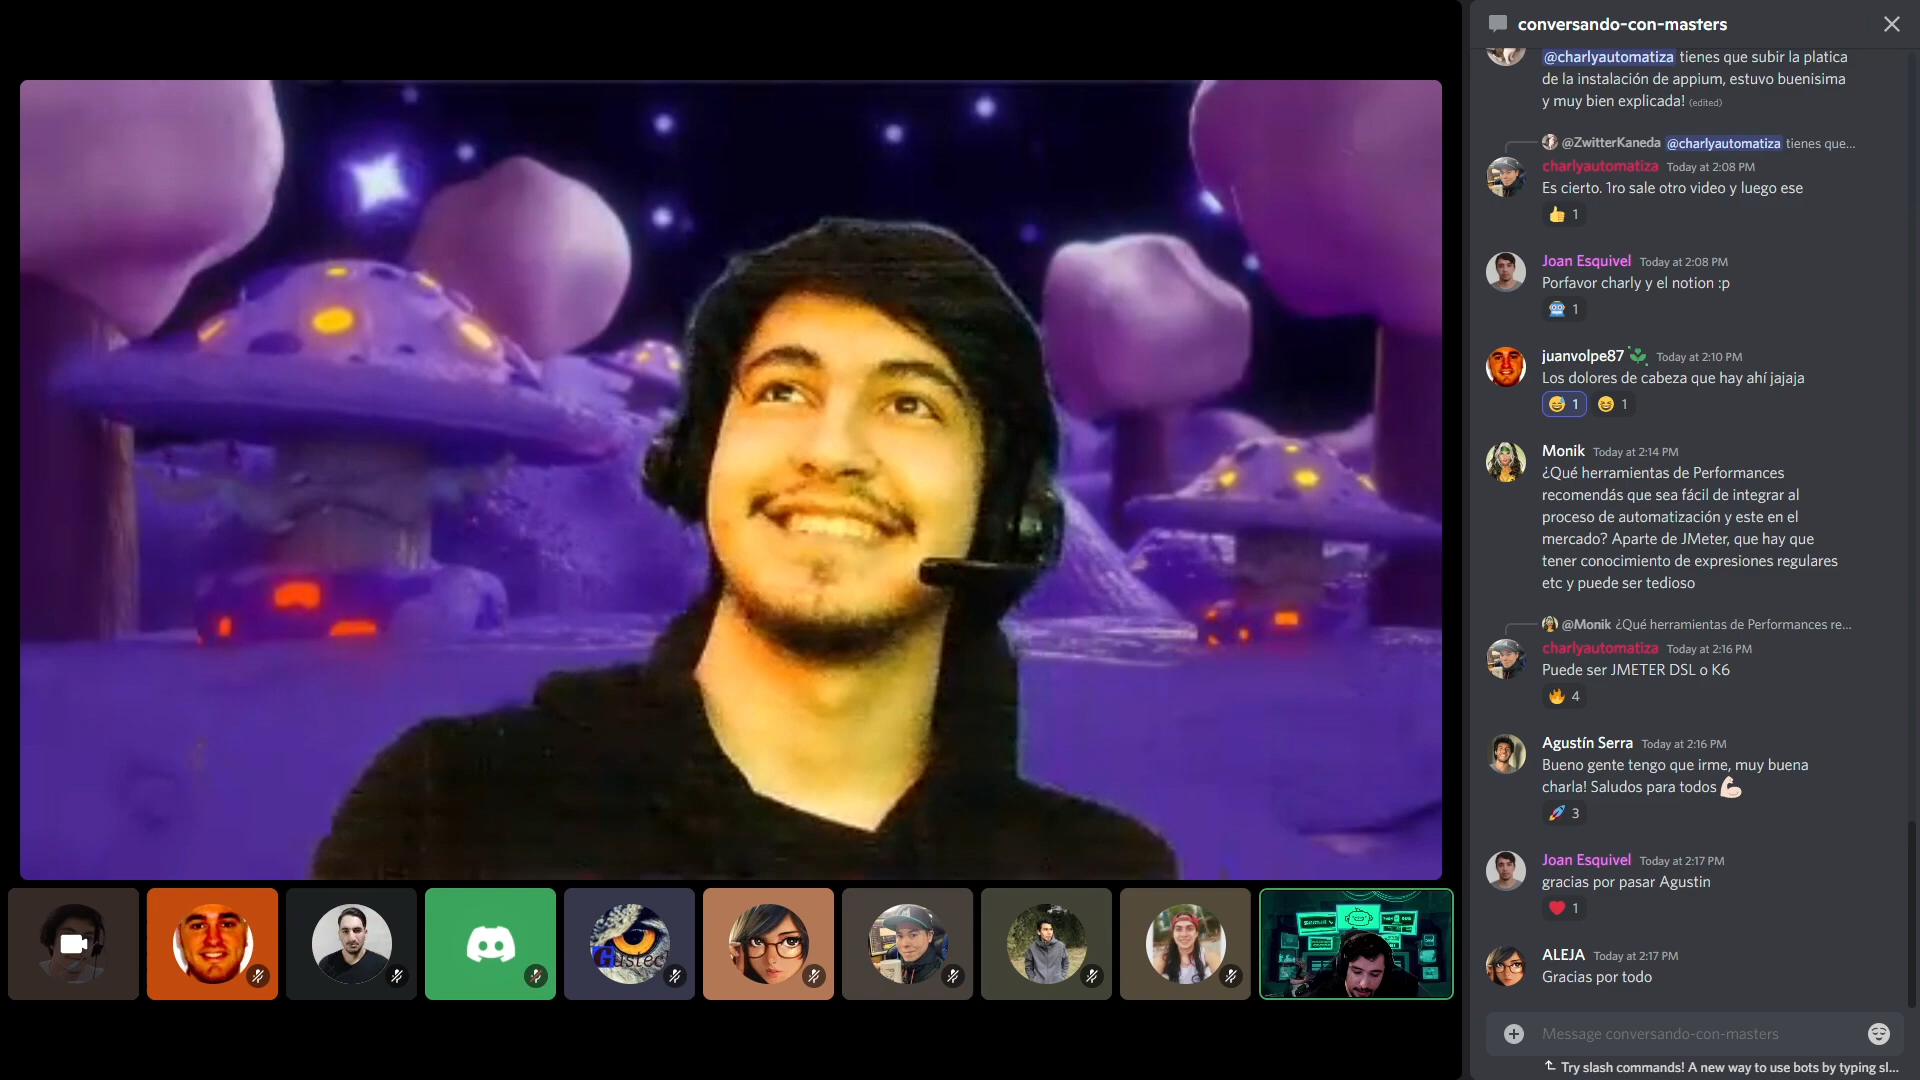 conversando-con-masters
@charlyautomatiza tienes que subir la platica
de la instalación de appium, estuvo buenisima
y muy bien explicada! (edited)
@ZwitterKaneda @charlyautomatiza tienes que...
charlyautomatiza Today at 2:08 PM
Es cierto. 1ro sale otro video y luego ese
1
Joan Esquivel Today at 2:08 PM
Porfavor charly y el notion :p
1
juanvolpe87 Today at 2:10 PM
Los dolores de cabeza que hay ahí jajaja
1 1
Monik Today at 2:14 PM
¿Qué herramientas de Performances
recomendás que sea fácil de integrar al
proceso de automatización y este en el
mercado? Aparte de JMeter, que hay que
tener conocimiento de expresiones regulares
etc y puede ser tedioso
@Monik ¿Qué herramientas de Performances re...
charlyautomatiza Today at 2:16 PM
Puede ser JMETER DSL o K6
4
Agustín Serra Today at 2:16 PM
Bueno gente tengo que irme, muy buena
charla! Saludos para todos
3
Joan Esquivel Today at 2:17 PM
gracias por pasar Agustin
1
ALEJA Today at 2:17 PM
Gracias por todo
Message conversando-con-masters
Try slash commands! A new way to use bots by typing sl...